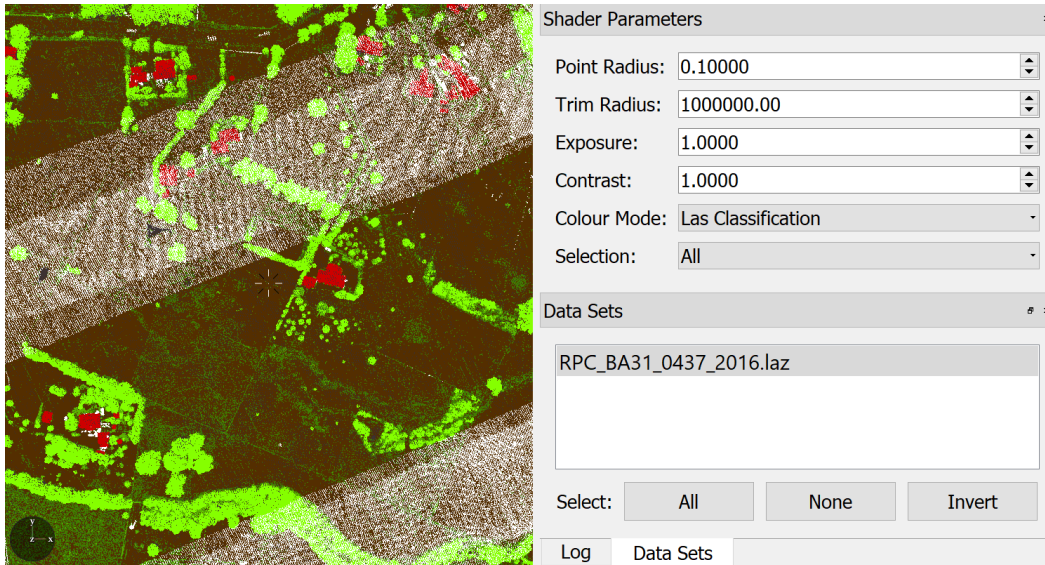 Shader Parameters
Point Radius: 0.10000
Trim Radius: 1000000.00
Exposure: 1.0000
Contrast: 1.0000
Colour Mode: Las Classification
Selection: All
Data Sets
RPC_BA31_0437_2016.laz
Select: All None Invert
Log Data Sets
y
z x